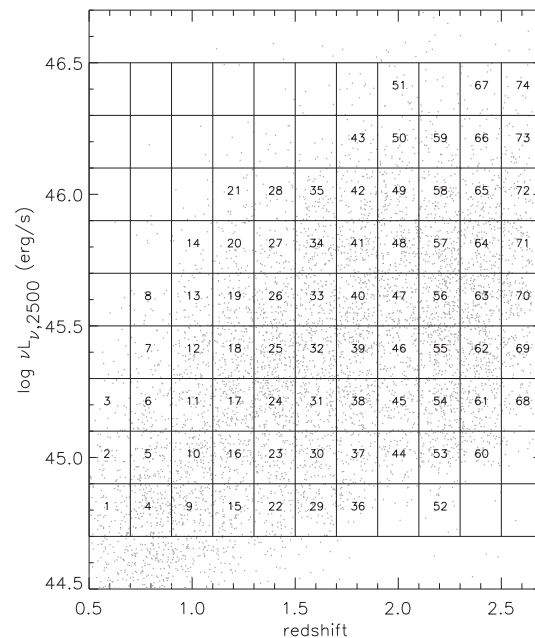 46.5
51 67 74
43 50 59 66 73
46.0
21 28 35 42 49 58 65 72
14 20 27 34 41 48 57 64 71
8 13 19 26 33 40 47 56 63 70
45.5
7 12 18 25 32 39 46 55 62 69
3 6 11 17 24 31 38 45 54 61 68
45.0
2 5 10 16 23 30 37 44 53 60
1 4 9 15 22 29 36 52
44.5
log νLν,2500 (erg/s)
0.5 1.0 1.5 2.0 2.5
redshift